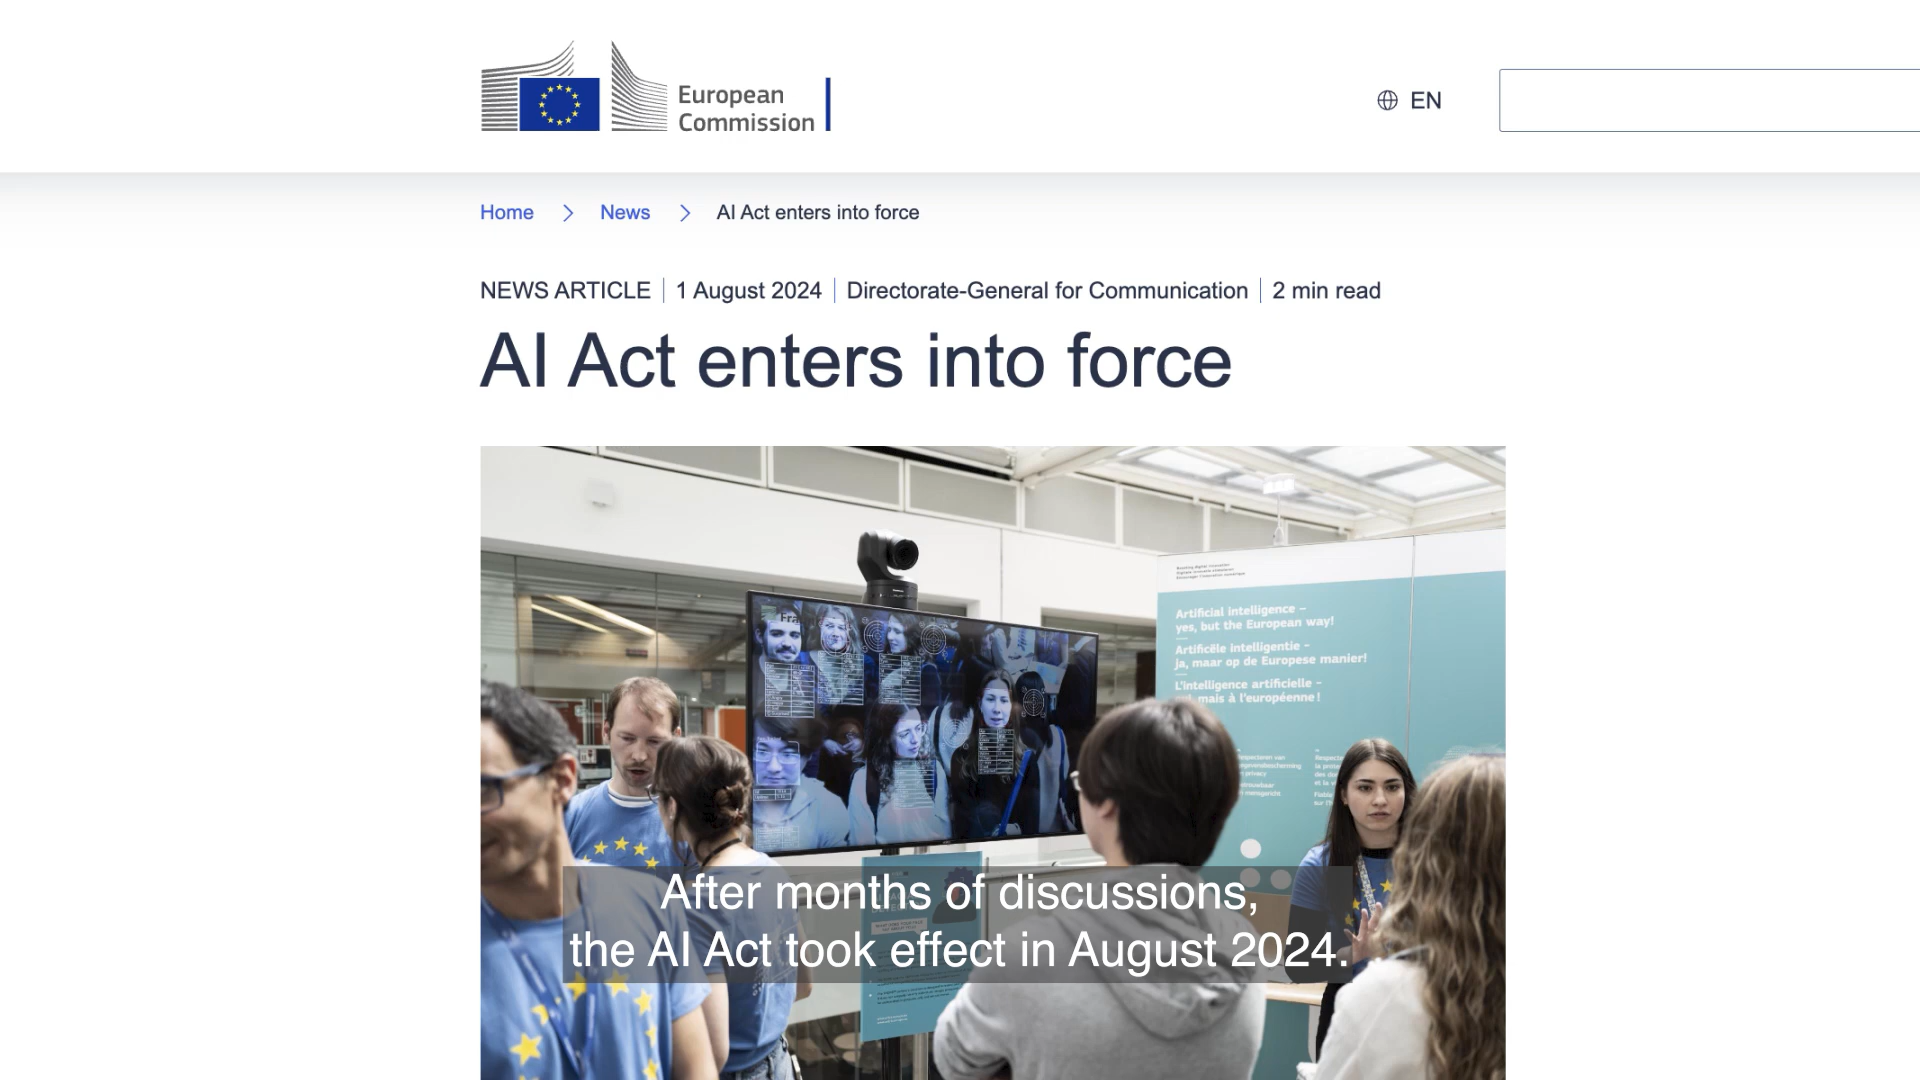 European
Commission
EN
Home
News
AI Act enters into force
NEWS ARTICLE
1 August 2024
Directorate-General for Communication
2 min read
AI Act enters into force
Artificial intelligence –
yes, but the European way!
Artificiële Intelligentie –
ja, maar op de Europese manier!
L'intelligence artificielle –
mais à l'européenne !
After months of discussions,
the AI Act took effect in August 2024.